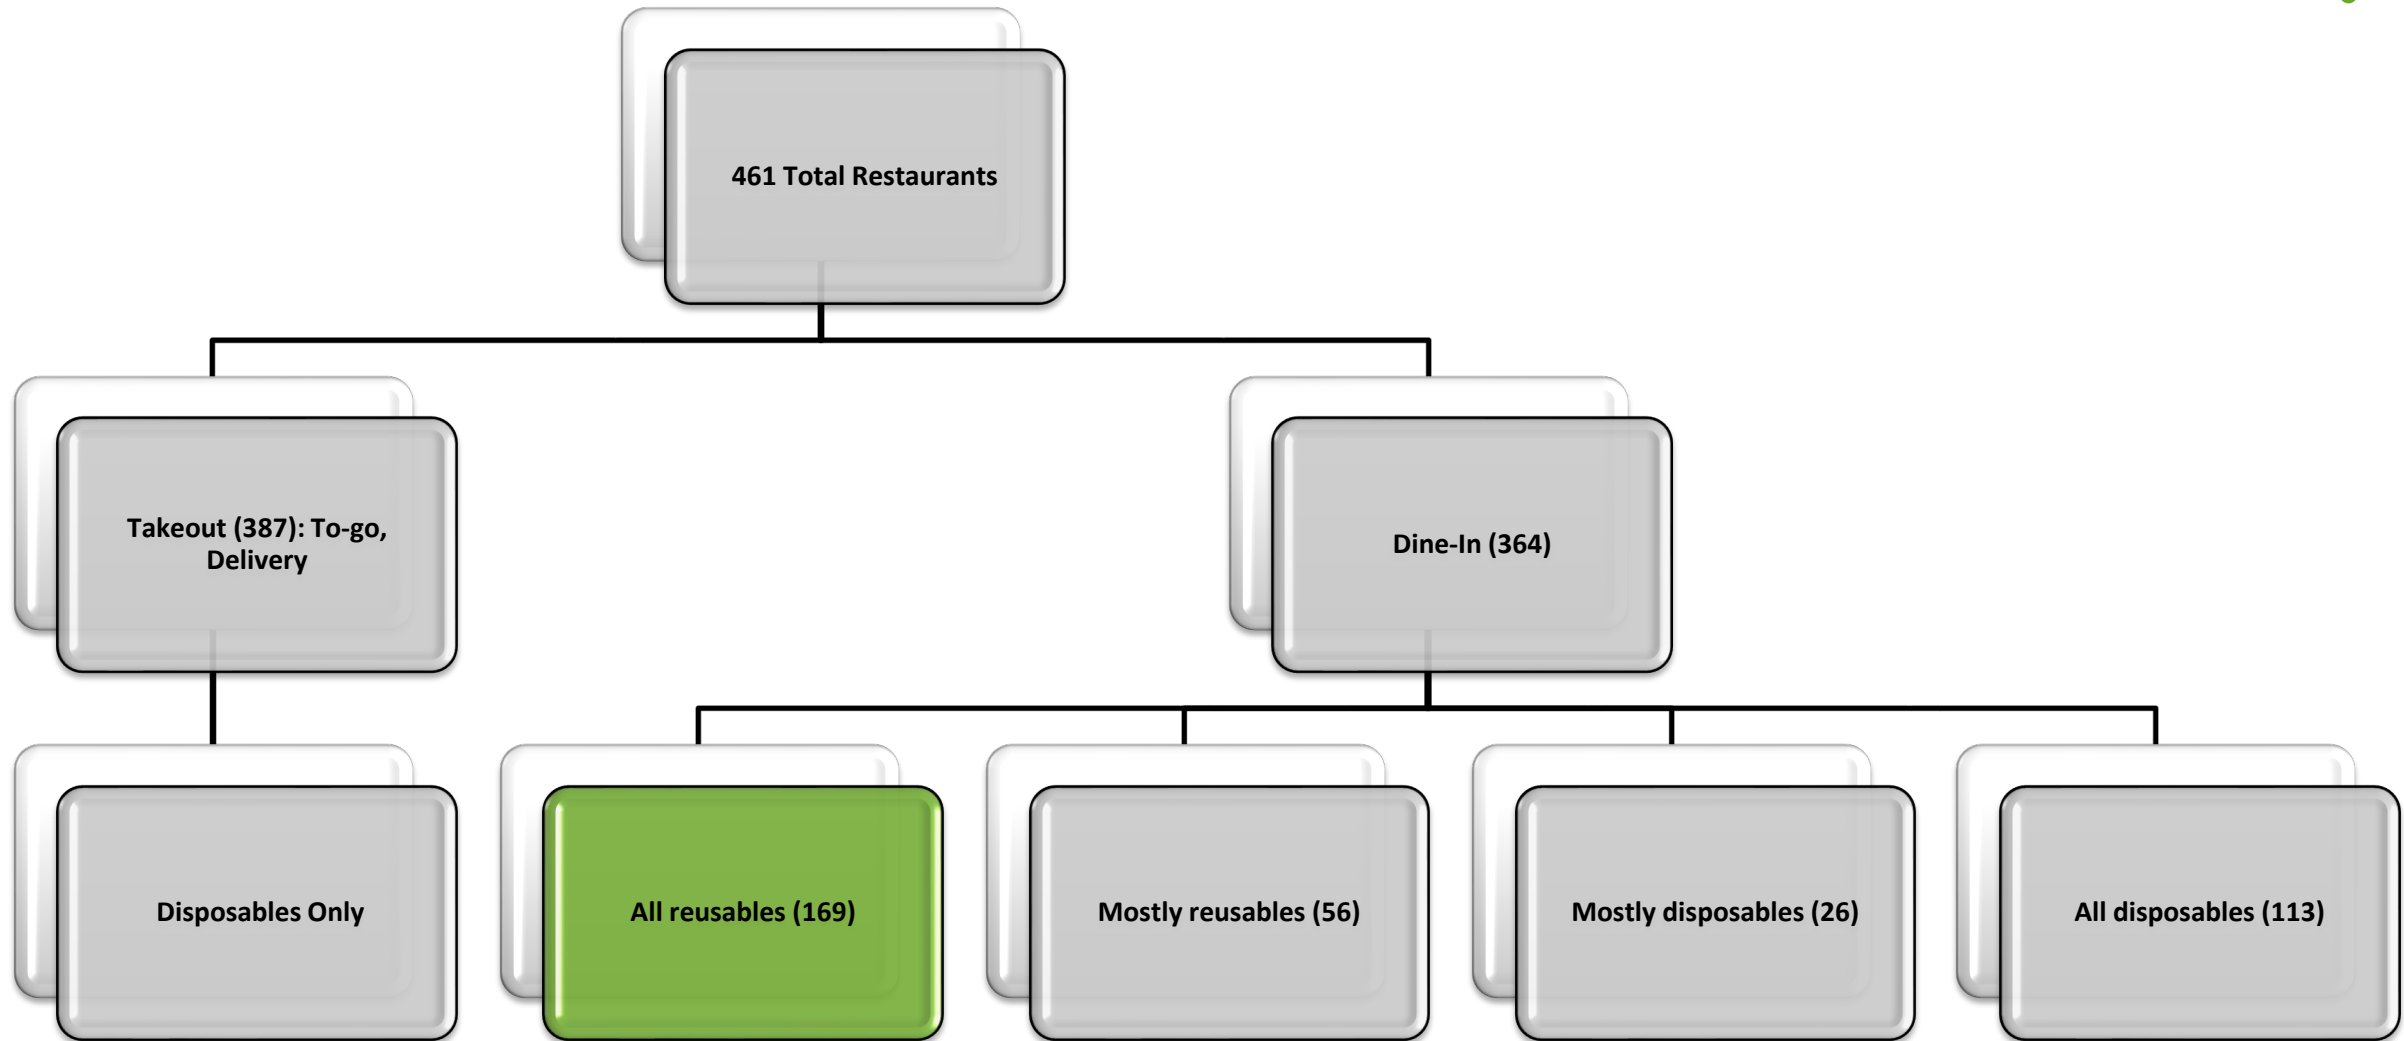 461 Total Restaurants
Takeout (387): To-go,
Delivery
Dine-In (364)
Disposables Only
All reusables (169)
Mostly reusables (56)
Mostly disposables (26)
All disposables (113)